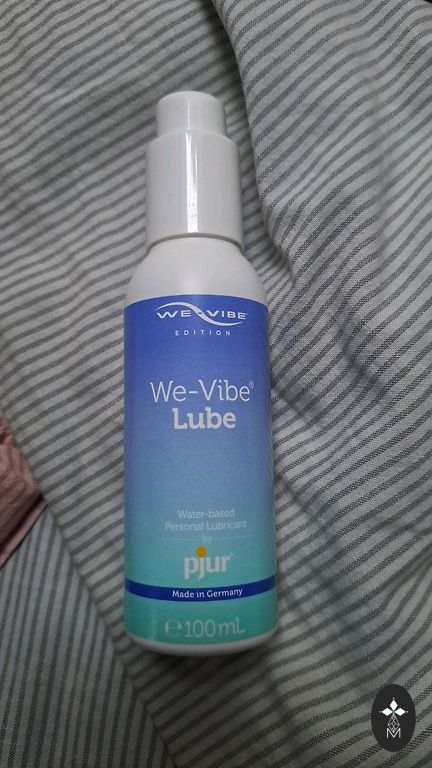 WE-VIBE
EDITION
We-Vibe®
Lube
Water-based
Personal Lubricant
by
pjur®
Made in Germany
℮100mL
M